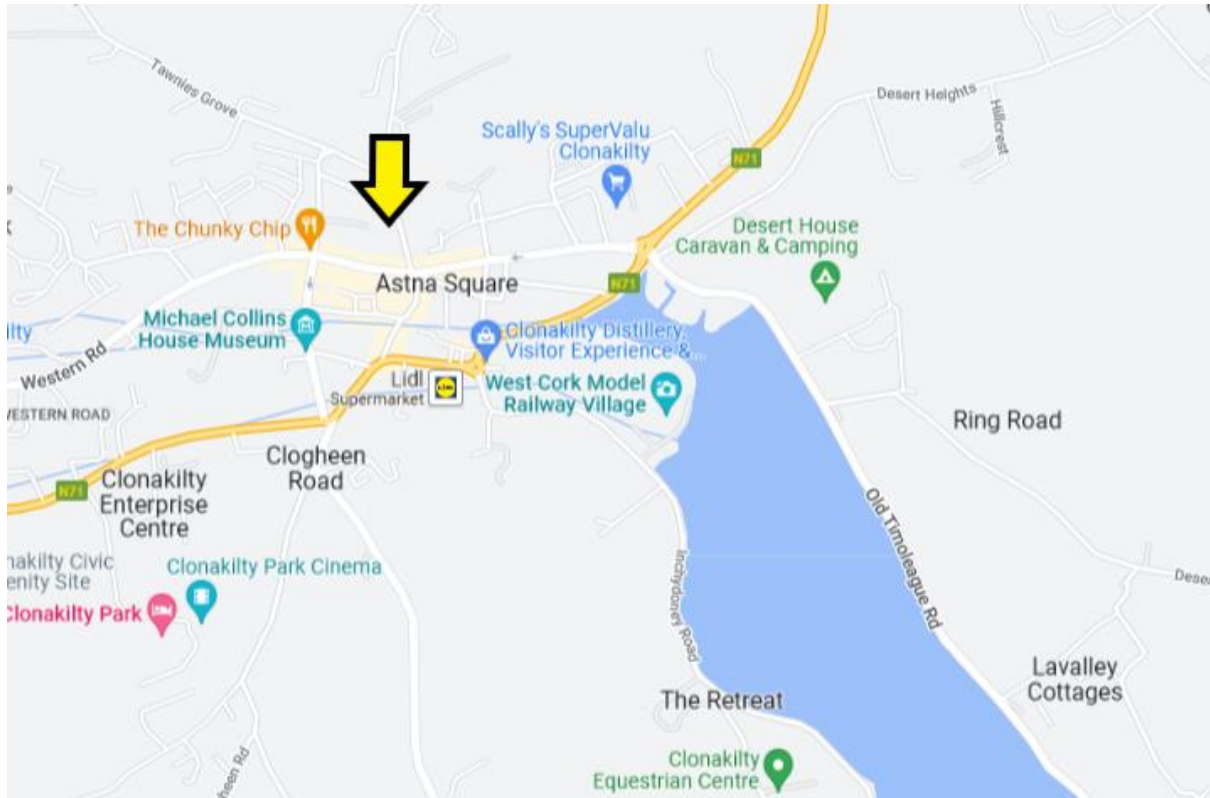 Tawnies Grove
Desert Heights
Hillcrest
Scally's SuperValu
Clonakilty
N71
The Chunky Chip
Desert House
Caravan & Camping
Astna Square
N71
Michael Collins
House Museum
Clonakilty Distillery,
Visitor Experience &...
Western Rd
Lidl
Supermarket
West Cork Model
Railway Village
WESTERN ROAD
Ring Road
Clogheen
Road
Clonakilty
Enterprise
Centre
N71
Old Timoleague Rd
Clonakilty Park Cinema
Clonakilty Park
Inchydoney Road
Lavalley
Cottages
The Retreat
Clonakilty
Equestrian Centre